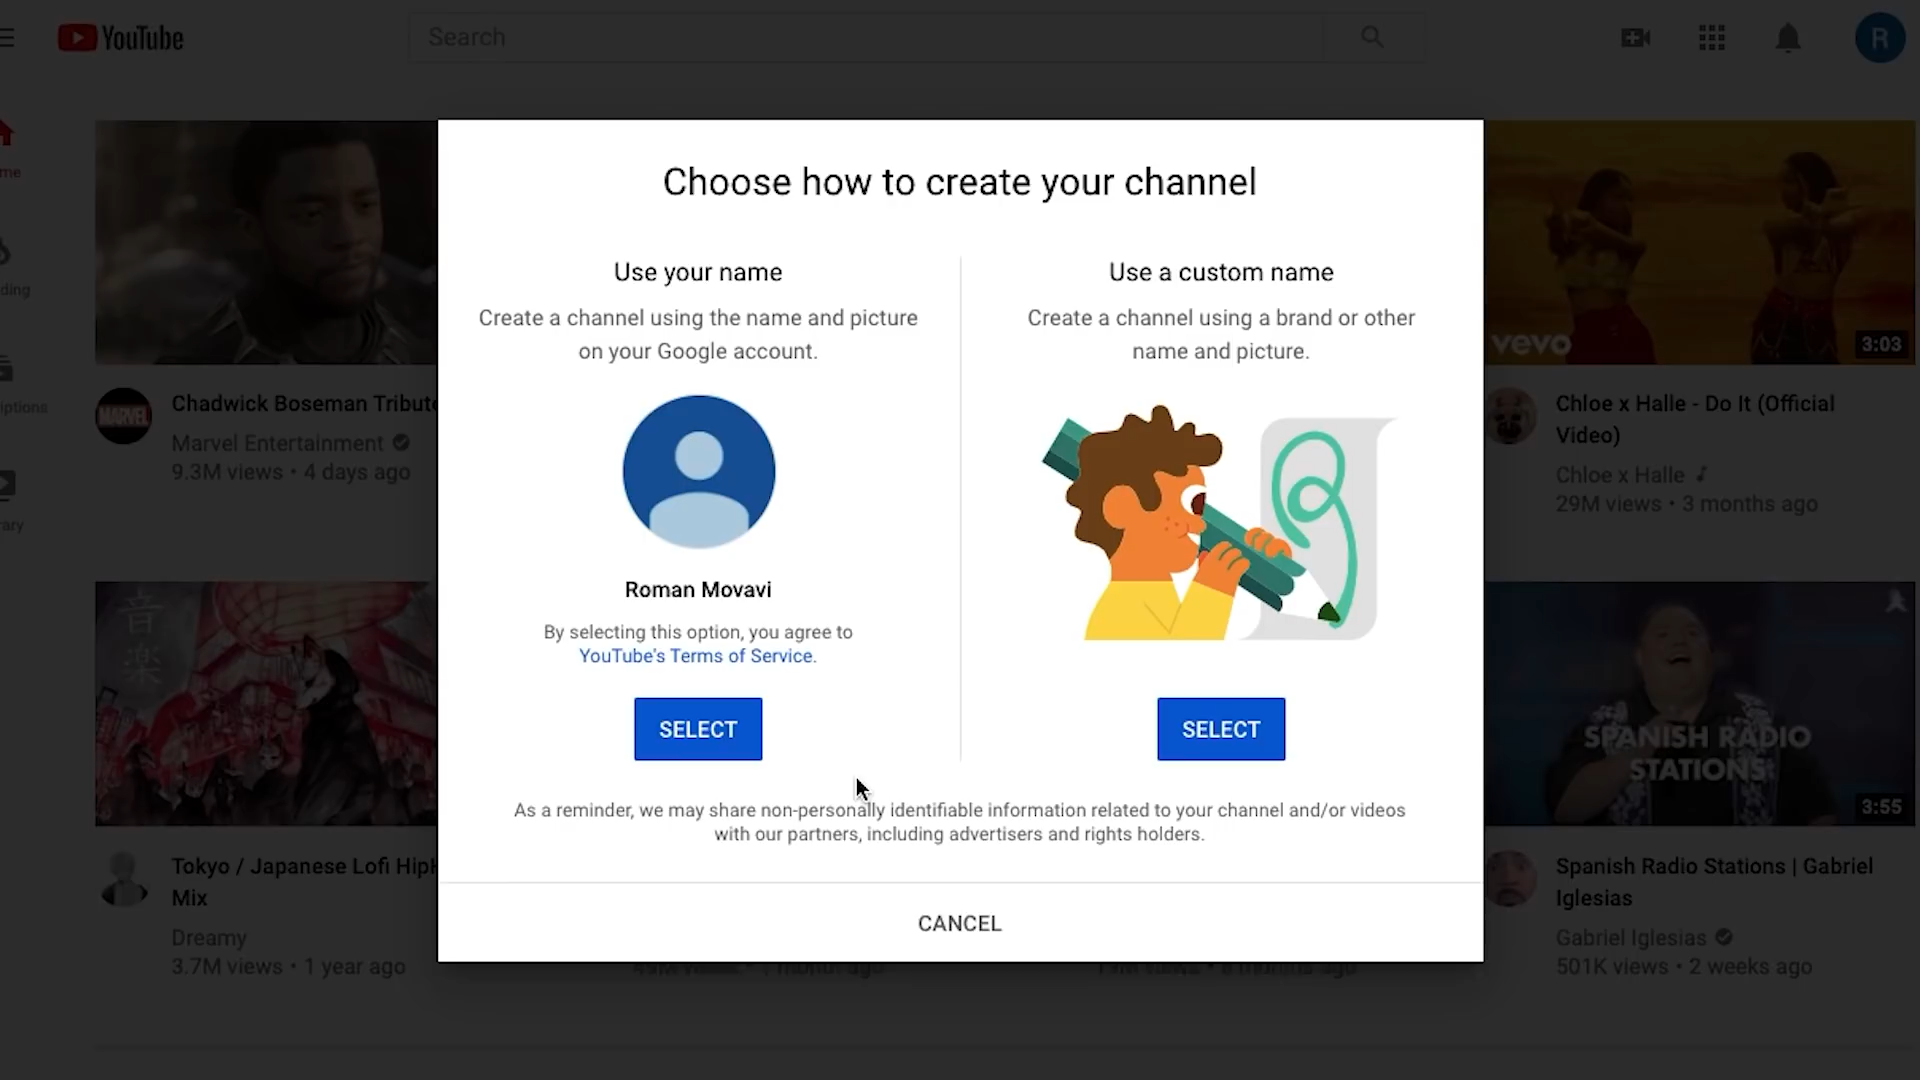 YouTube
Search
R
Choose how to create your channel
Use your name
Create a channel using the name and picture
on your Google account.
Roman Movavi
By selecting this option, you agree to
YouTube's Terms of Service.
SELECT
Use a custom name
Create a channel using a brand or other
name and picture.
SELECT
As a reminder, we may share non-personally identifiable information related to your channel and/or videos
with our partners, including advertisers and rights holders.
CANCEL
MARVEL
Chadwick Boseman Tribute
Marvel Entertainment
9.3M views • 4 days ago
vevo
3:03
Chloe x Halle - Do It (Official
Video)
Chloe x Halle
29M views • 3 months ago
音
楽
Tokyo / Japanese Lofi
Mix
Dreamy
3.7M views • 1 year ago
SPANISH RADIO
STATIONS
3:55
Spanish Radio Stations | Gabriel
Iglesias
Gabriel Iglesias
501K views • 2 weeks ago